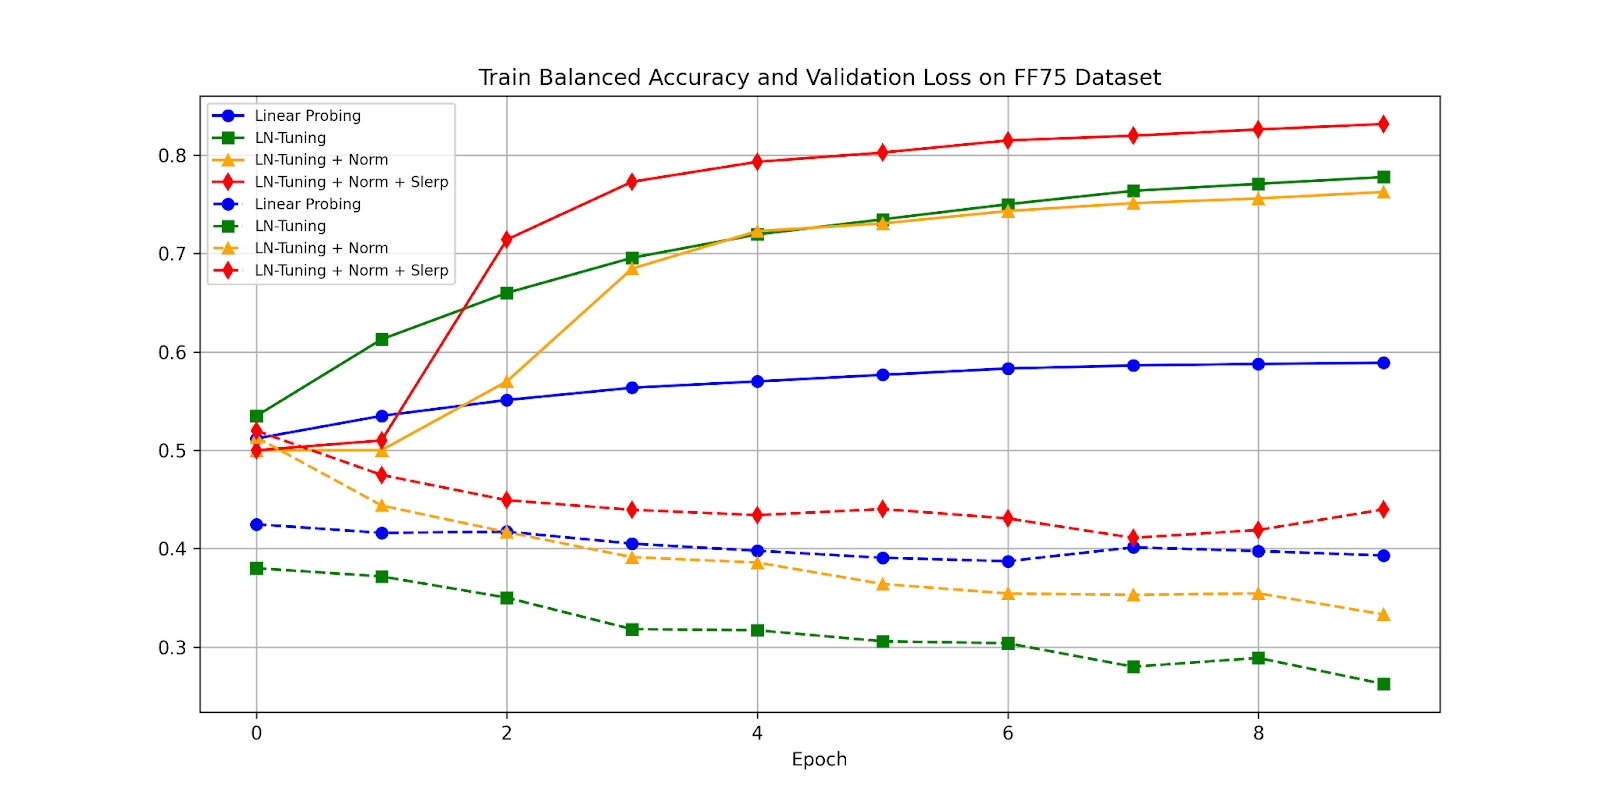 Train Balanced Accuracy and Validation Loss on FF75 Dataset
Linear Probing
LN-Tuning
LN-Tuning + Norm
LN-Tuning + Norm + Slerp
Linear Probing
LN-Tuning
LN-Tuning + Norm
LN-Tuning + Norm + Slerp
0.8
0.7
0.6
0.5
0.4
0.3
0 2 4 6 8
Epoch